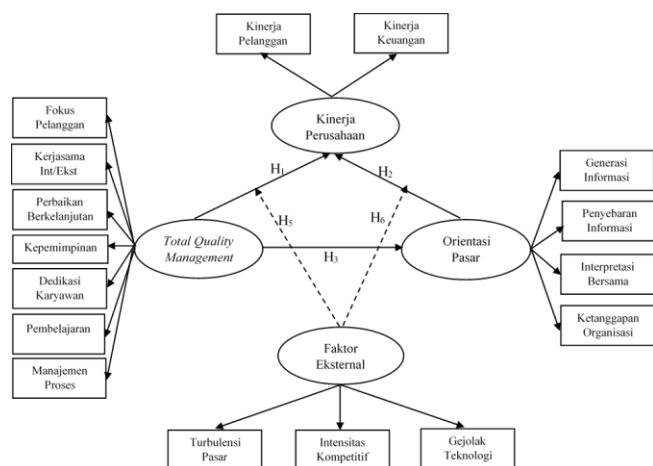 Kinerja
Pelanggan
Kinerja
Keuangan
Kinerja
Perusahaan
Fokus
Pelanggan
Kerjasama
Int/Ekst
Perbaikan
Berkelanjutan
Kepemimpinan
Dedikasi
Karyawan
Pembelajaran
Manajemen
Proses
H₁
H₂
H₅
H₆
Total Quality
Management
H₃
Orientasi
Pasar
Generasi
Informasi
Penyebaran
Informasi
Interpretasi
Bersama
Ketanggapan
Organisasi
Faktor
Eksternal
Turbulensi
Pasar
Intensitas
Kompetitif
Gejolak
Teknologi